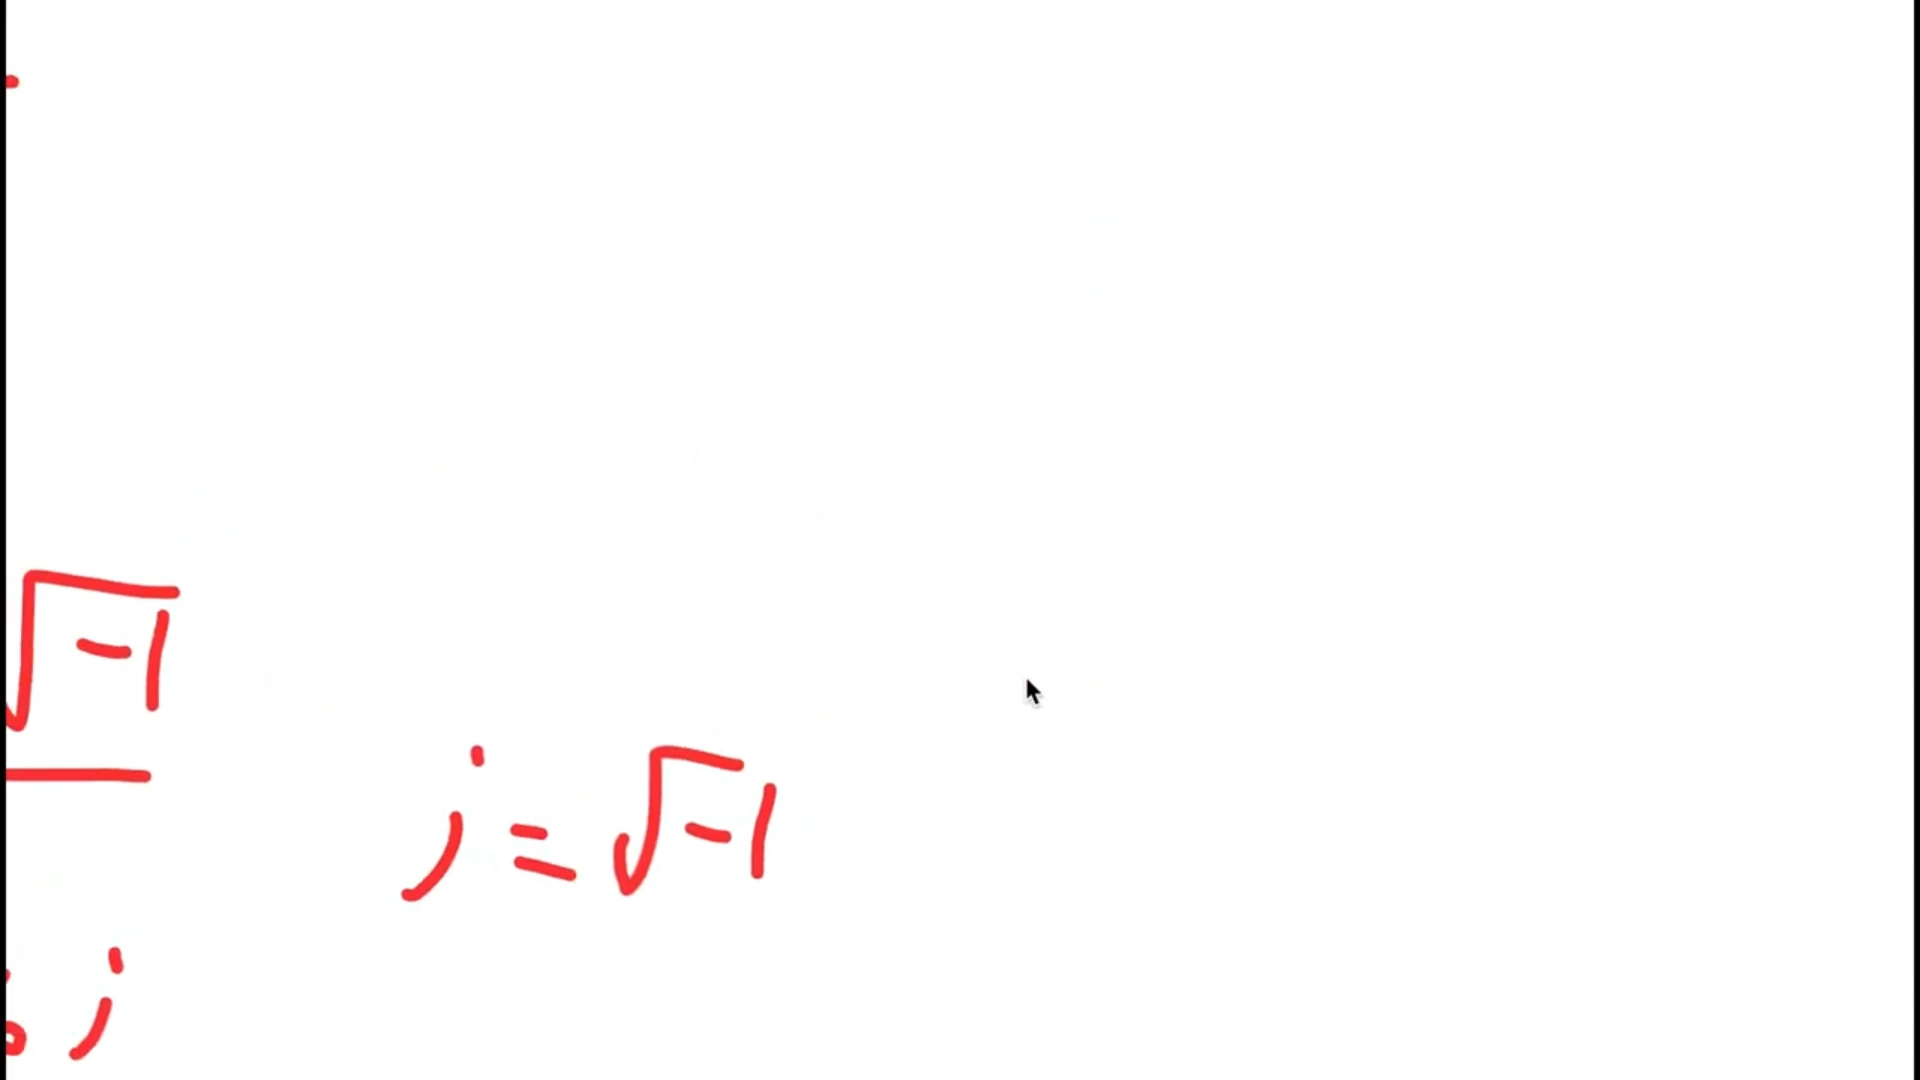 √-1
j = √-1
j